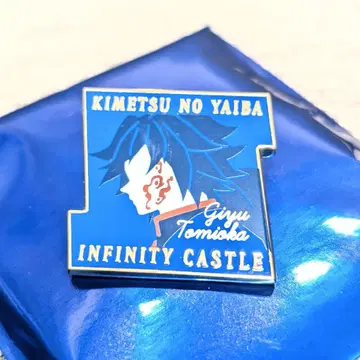 KIMETSU NO YAIBA
Giyu
Tomioka
INFINITY CASTLE